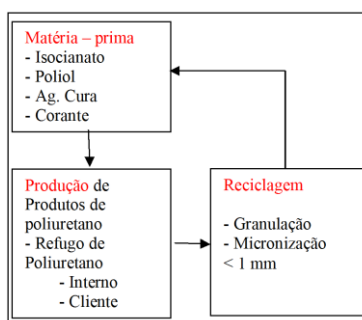 Matéria – prima
- Isocianato
- Poliol
- Ag. Cura
- Corante
Produção de
Produtos de
poliuretano
- Refugo de
Poliuretano
- Interno
- Cliente
Reciclagem
- Granulação
- Micronização
< 1 mm